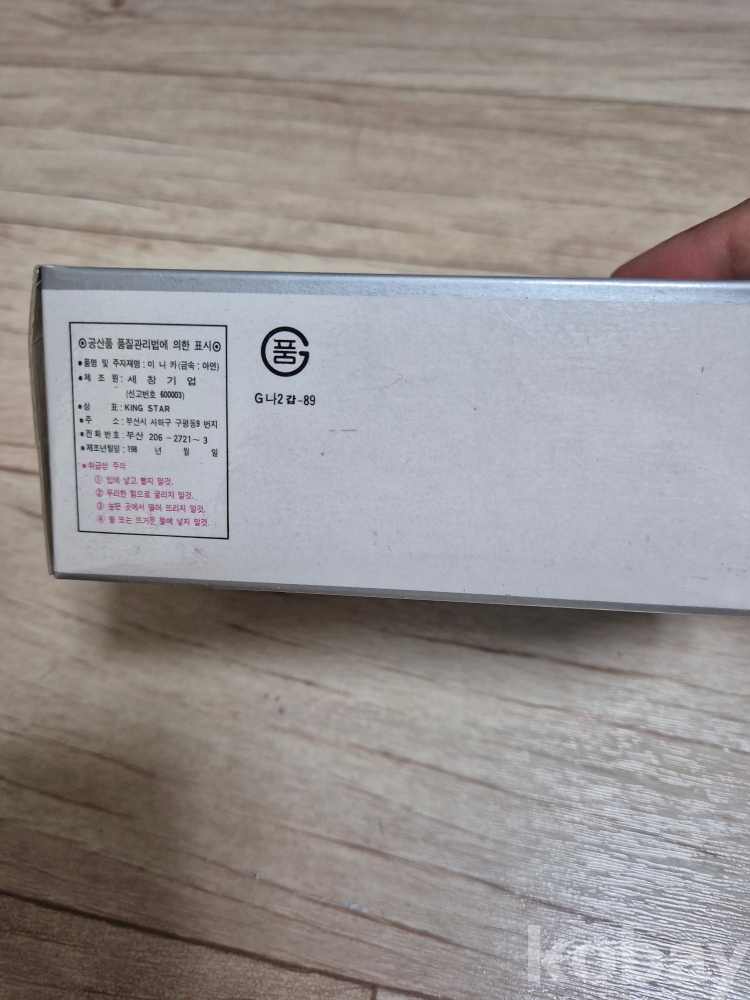 ◎공산품 품질관리법에 의한 표시◎
•품명 및 주자재명 : 미 니 카 (금속 : 아연)
•제 조 원 : 세 창 기 업
(신고번호 600003)
•상 표 : KING STAR
•주 소 : 부산시 사하구 구평동9 번지
•전 화 번 호 : 부산 206 - 2721 ~ 3
•제조년월일 : 198 년 월 일
•취급상 주의
① 입에 넣고 빨지 말것.
② 무리한 힘으로 굴리지 말것.
③ 높은 곳에서 떨어 뜨리지 말것.
④ 불 또는 뜨거운 물에 넣지 말것.
품
G 나2 갑-89
kobay